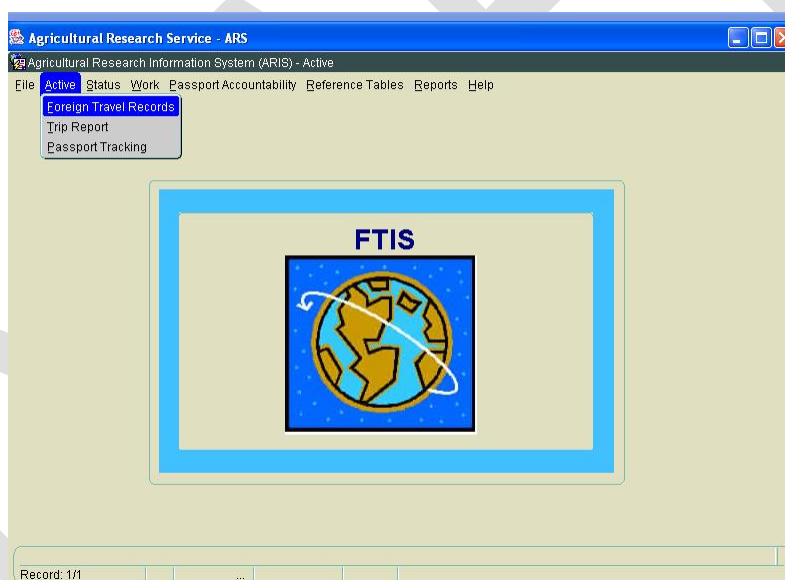 Agricultural Research Service - ARS
Agricultural Research Information System (ARIS) - Active
File Active Status Work Passport Accountability Reference Tables Reports Help
Foreign Travel Records
Trip Report
Passport Tracking
FTIS
Record: 1/1
...